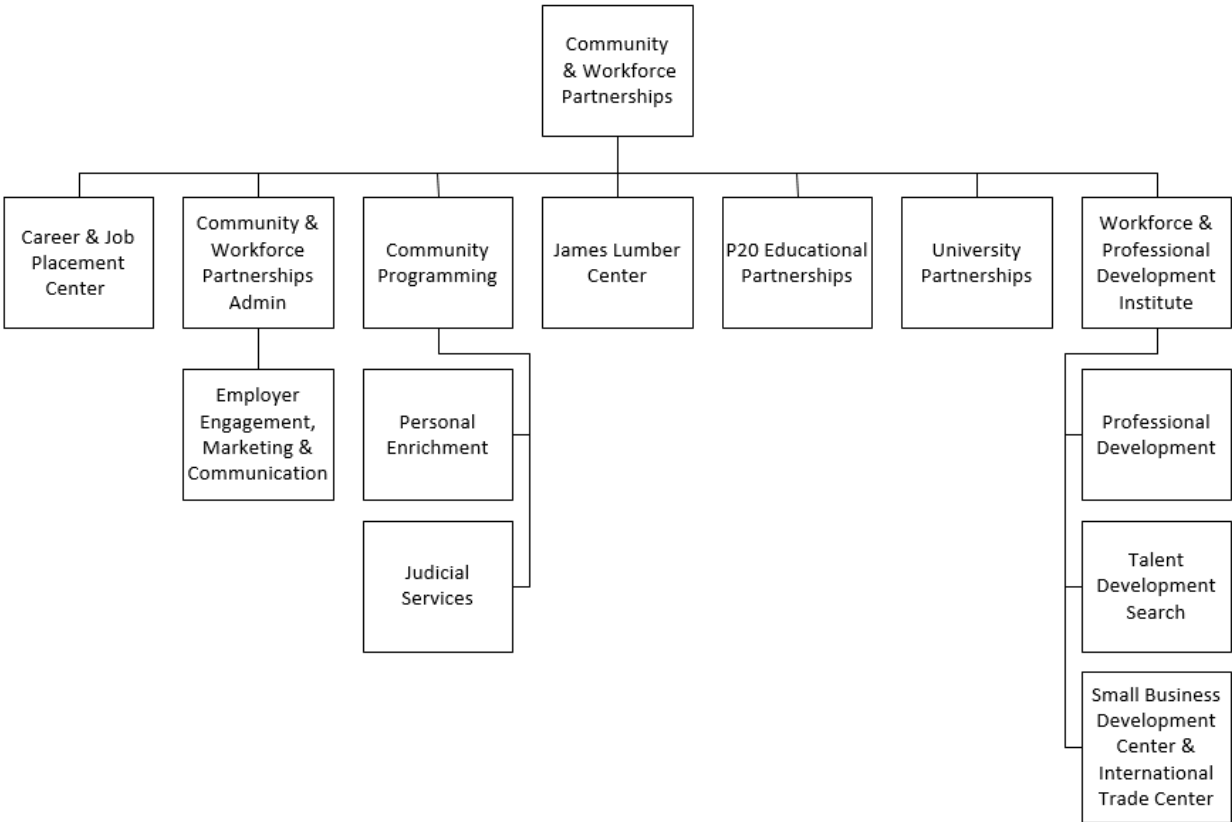 Community
& Workforce
Partnerships
Career & Job
Placement
Center
Community &
Workforce
Partnerships
Admin
Community
Programming
James Lumber
Center
P20 Educational
Partnerships
University
Partnerships
Workforce &
Professional
Development
Institute
Employer
Engagement,
Marketing &
Communication
Personal
Enrichment
Professional
Development
Judicial
Services
Talent
Development
Search
Small Business
Development
Center &
International
Trade Center